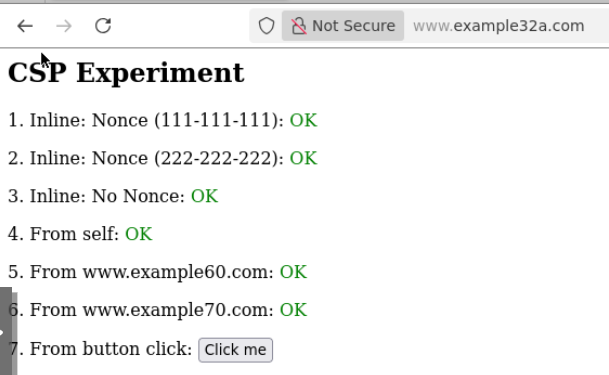 Not Secure www.example32a.com
CSP Experiment
1. Inline: Nonce (111-111-111): OK
2. Inline: Nonce (222-222-222): OK
3. Inline: No Nonce: OK
4. From self: OK
5. From www.example60.com: OK
6. From www.example70.com: OK
7. From button click: Click me